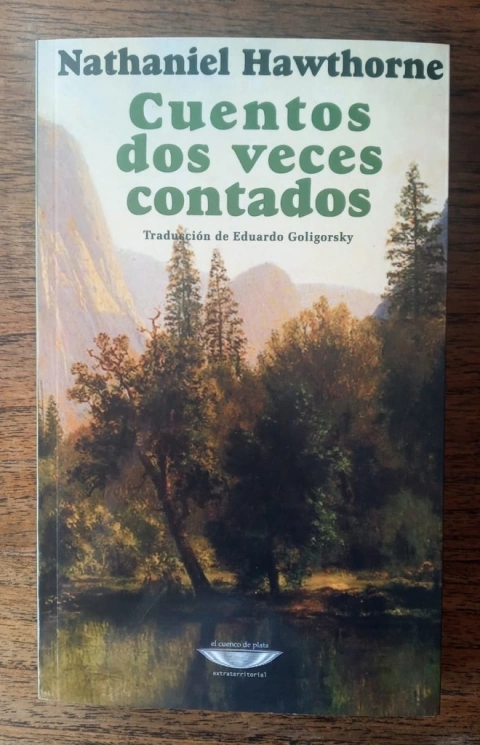 Nathaniel Hawthorne
Cuentos
dos veces
contados
Traducción de Eduardo Goligorsky
el cuenco de plata
extraterritorial